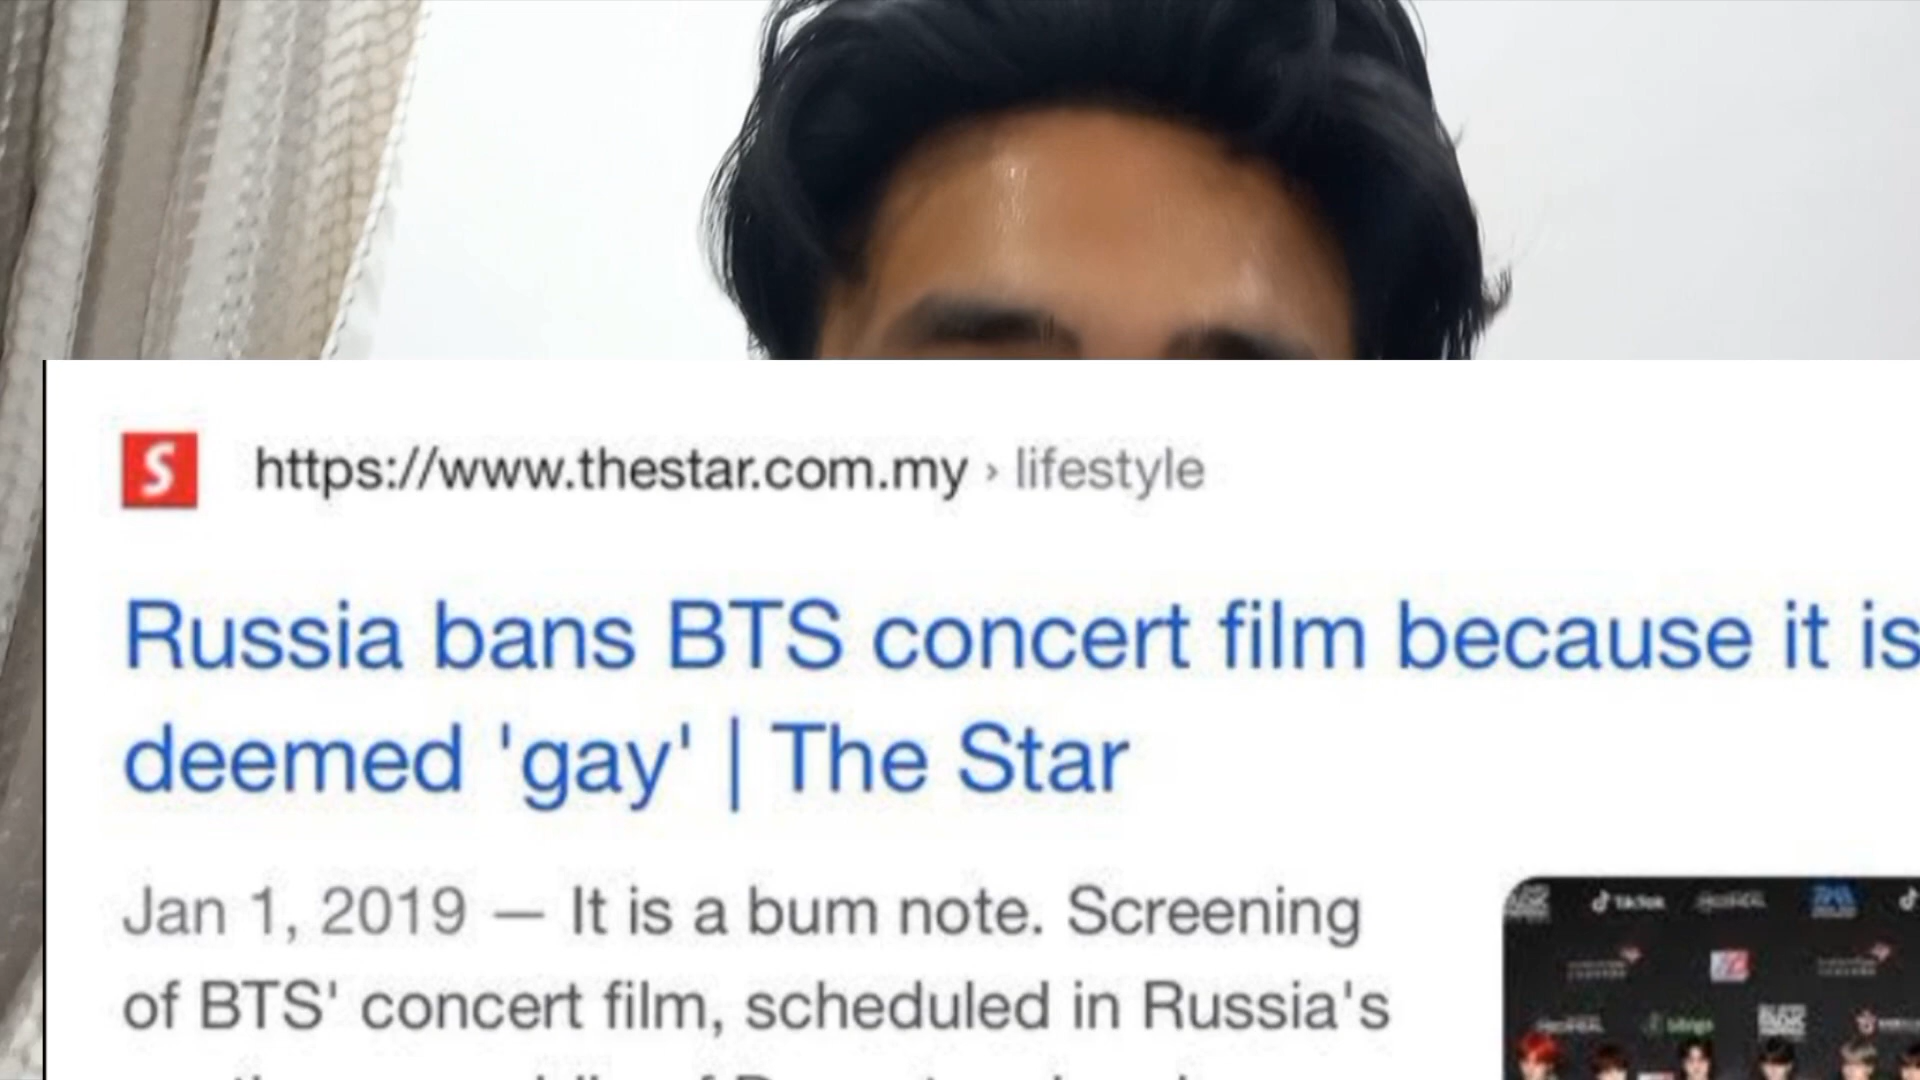 https://www.thestar.com.my › lifestyle
Russia bans BTS concert film because it is
deemed 'gay' | The Star
Jan 1, 2019 — It is a bum note. Screening
of BTS' concert film, scheduled in Russia's
TikTok